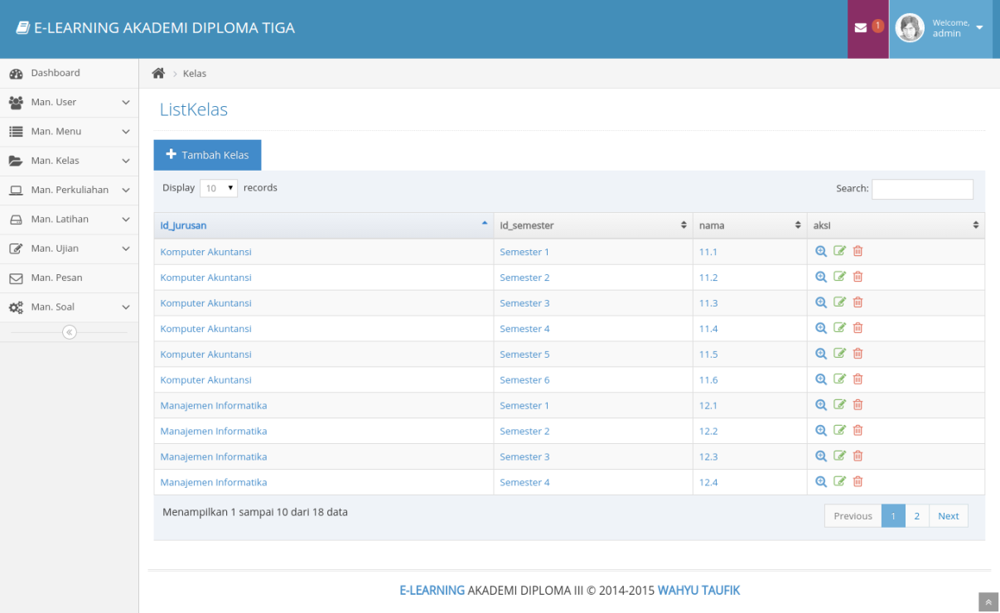 E-LEARNING AKADEMI DIPLOMA TIGA
1
Welcome,
admin
Dashboard
Man. User
Man. Menu
Man. Kelas
Man. Perkuliahan
Man. Latihan
Man. Ujian
Man. Pesan
Man. Soal
Kelas
ListKelas
Tambah Kelas
Display 10 records
Search:
id_jurusan id_semester nama aksi
Komputer Akuntansi Semester 1 11.1
Komputer Akuntansi Semester 2 11.2
Komputer Akuntansi Semester 3 11.3
Komputer Akuntansi Semester 4 11.4
Komputer Akuntansi Semester 5 11.5
Komputer Akuntansi Semester 6 11.6
Manajemen Informatika Semester 1 12.1
Manajemen Informatika Semester 2 12.2
Manajemen Informatika Semester 3 12.3
Manajemen Informatika Semester 4 12.4
Menampilkan 1 sampai 10 dari 18 data
Previous 1 2 Next
E-LEARNING AKADEMI DIPLOMA III © 2014-2015 WAHYU TAUFIK